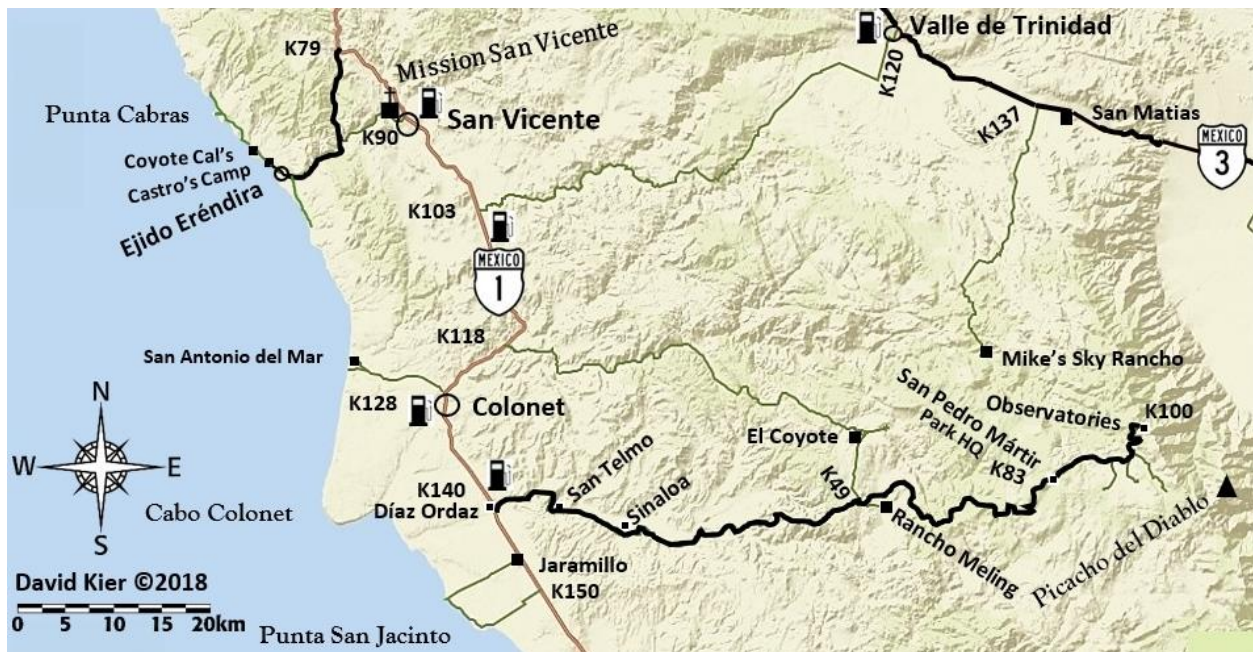 K79
Mission San Vicente
Valle de Trinidad
K120
Punta Cabras
K90
San Vicente
K137
San Matias
MEXICO
3
Coyote Cal's
Castro's Camp
Ejido Eréndira
K103
MEXICO
1
K118
San Antonio del Mar
Mike's Sky Rancho
N
K128
Colonet
San Pedro Mártir
Park HQ
Observatories
K100
El Coyote
W
E
K83
K49
San Telmo
K140
Díaz Ordaz
Sinaloa
Cabo Colonet
S
Rancho Meling
Picacho del Diablo
Jaramillo
K150
David Kier ©2018
0 5 10 15 20km
Punta San Jacinto